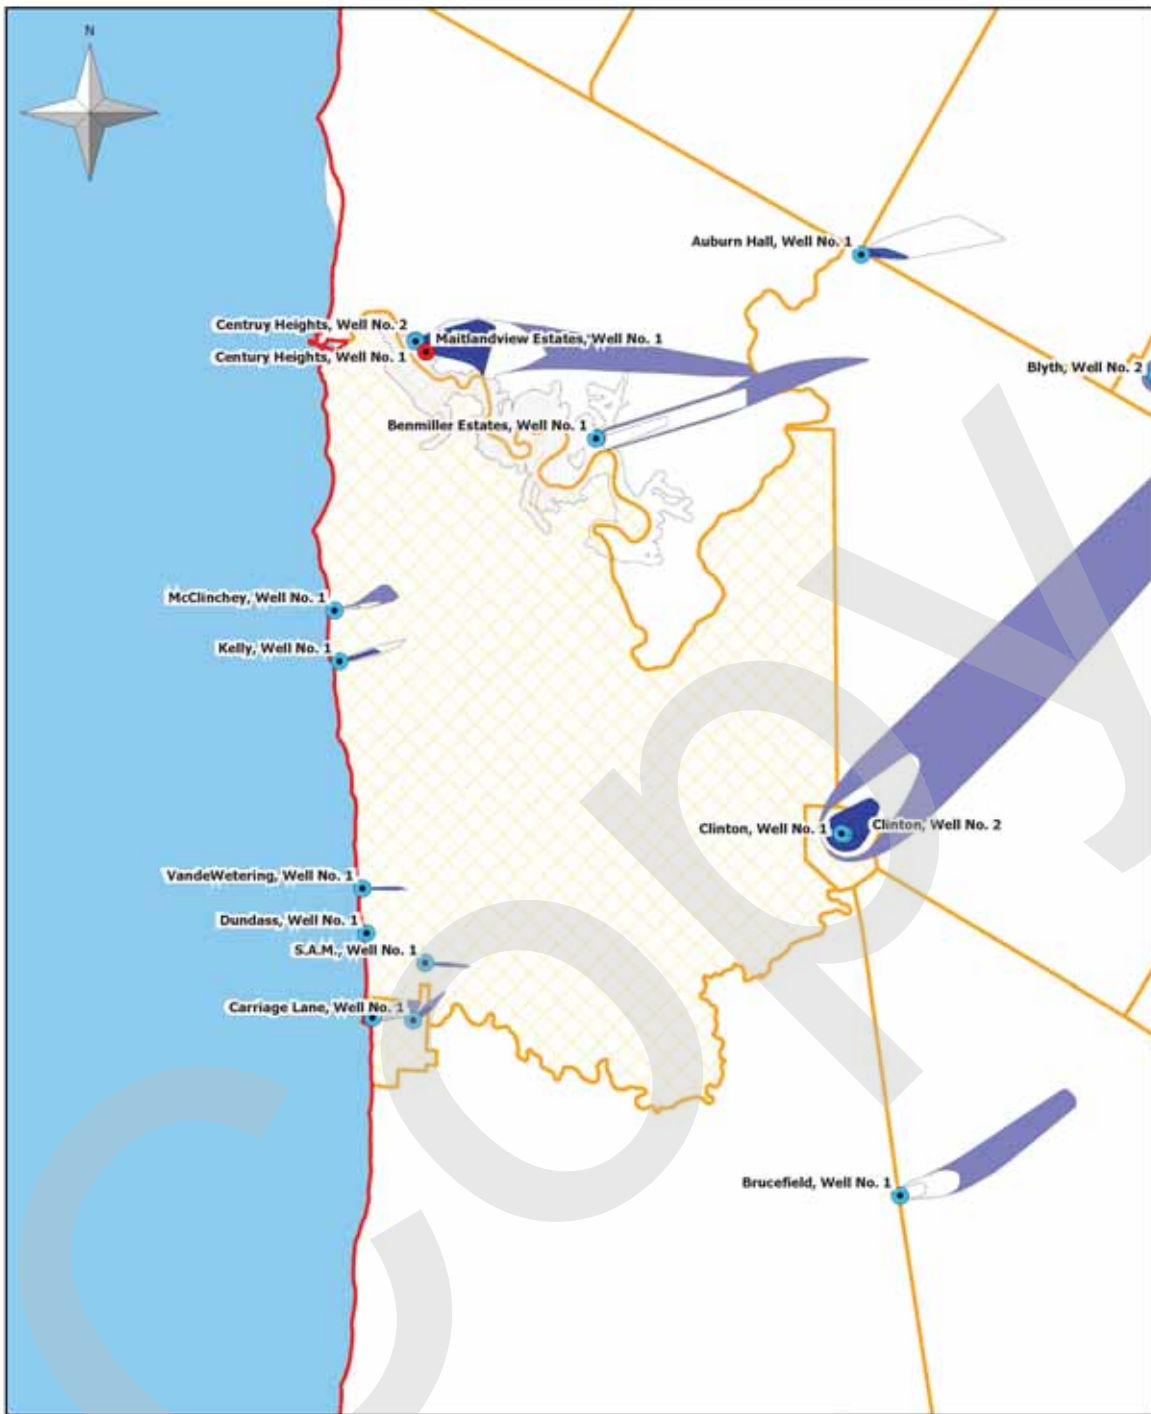 N
Auburn Hall, Well No. 1
Centruy Heights, Well No. 2
Maitlandview Estates, Well No. 1
Century Heights, Well No. 1
Blyth, Well No. 2
Benmiller Estates, Well No. 1
McClinchey, Well No. 1
Kelly, Well No. 1
Clinton, Well No. 1
Clinton, Well No. 2
VandeWetering, Well No. 1
Dundass, Well No. 1
S.A.M., Well No. 1
Carriage Lane, Well No. 1
Brucefield, Well No. 1
Copy